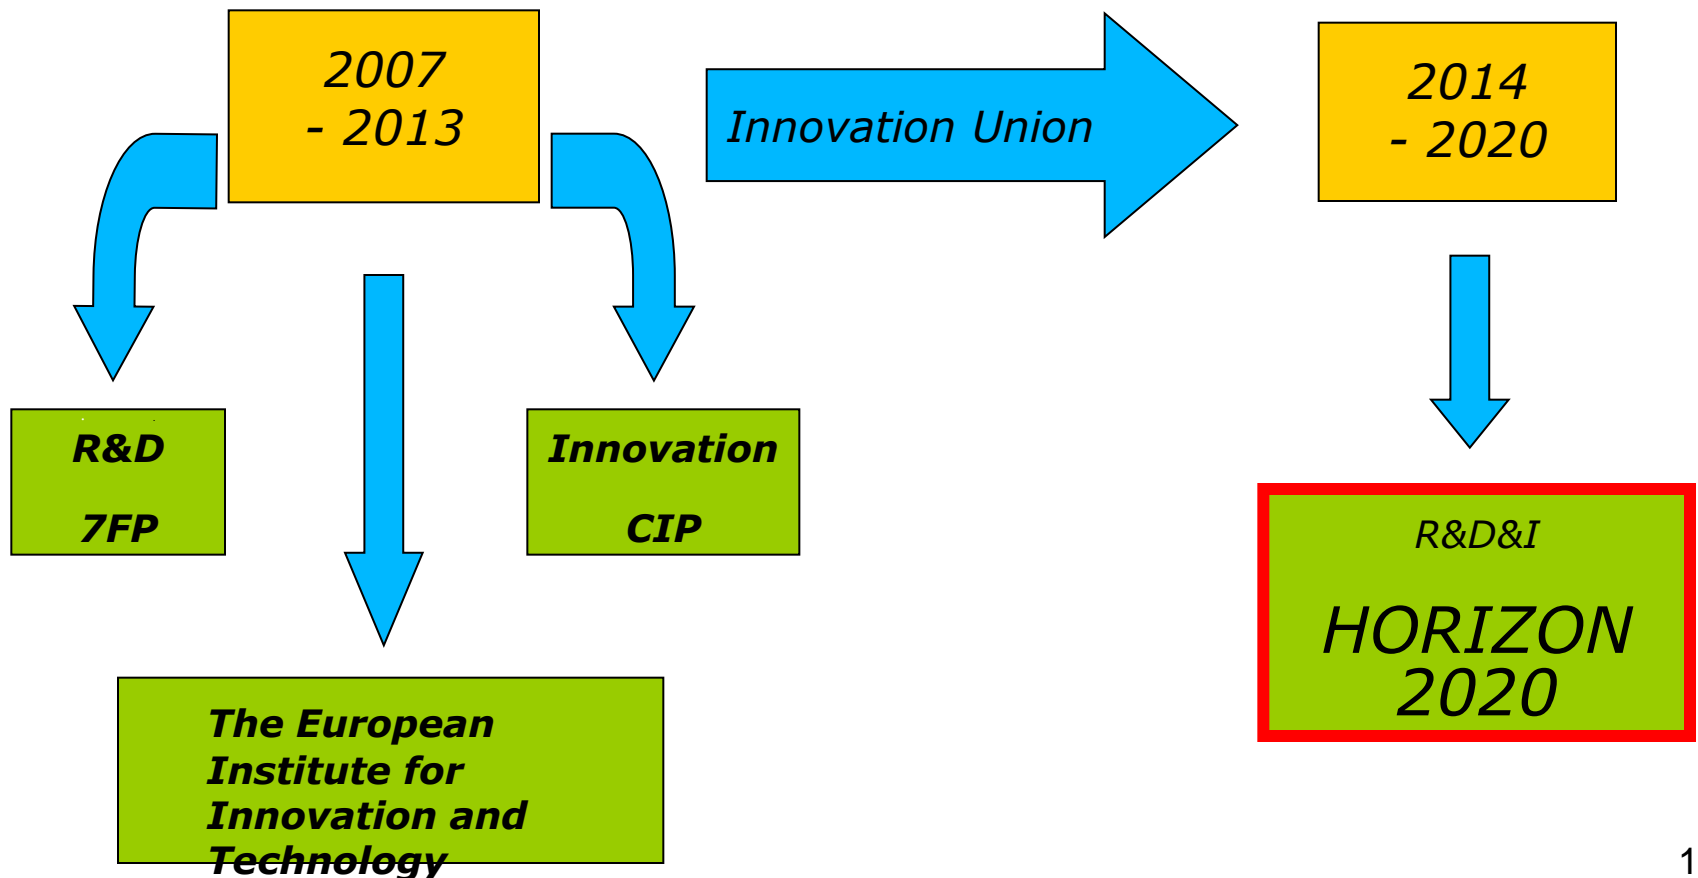 2007
- 2013
Innovation Union
2014
- 2020
R&D
7FP
Innovation
CIP
R&D&I
HORIZON
2020
The European
Institute for
Innovation and
Technology
1